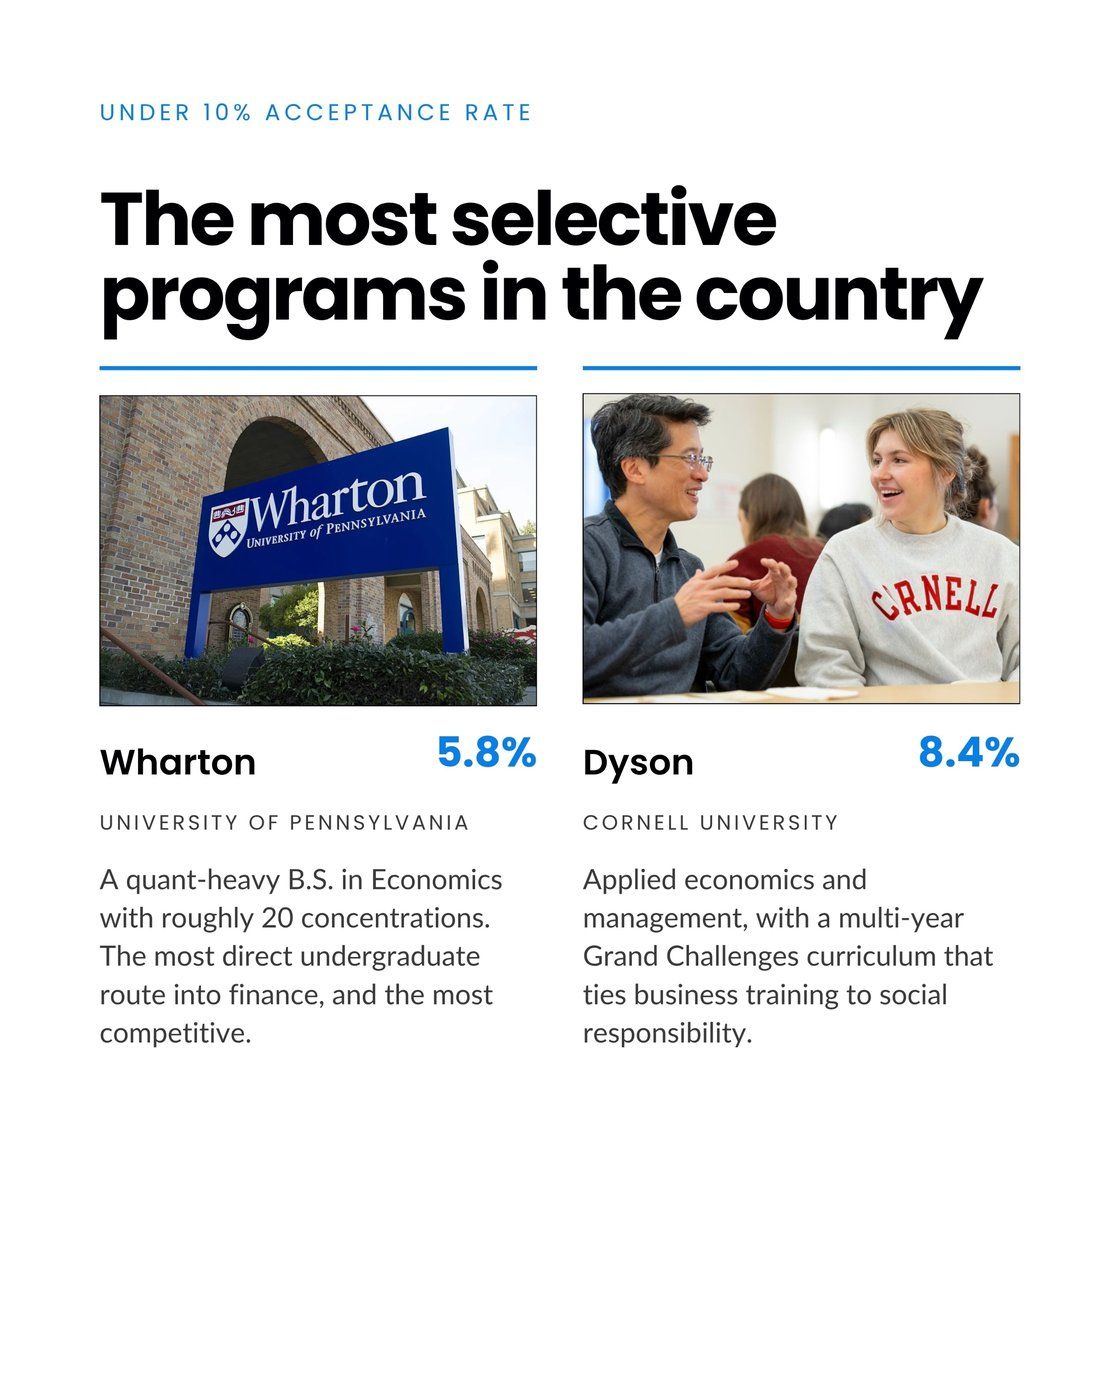 UNDER 10% ACCEPTANCE RATE
The most selective
programs in the country
Wharton
UNIVERSITY of PENNSYLVANIA
CORNELL
Wharton
5.8%
UNIVERSITY OF PENNSYLVANIA
A quant-heavy B.S. in Economics
with roughly 20 concentrations.
The most direct undergraduate
route into finance, and the most
competitive.
Dyson
8.4%
CORNELL UNIVERSITY
Applied economics and
management, with a multi-year
Grand Challenges curriculum that
ties business training to social
responsibility.